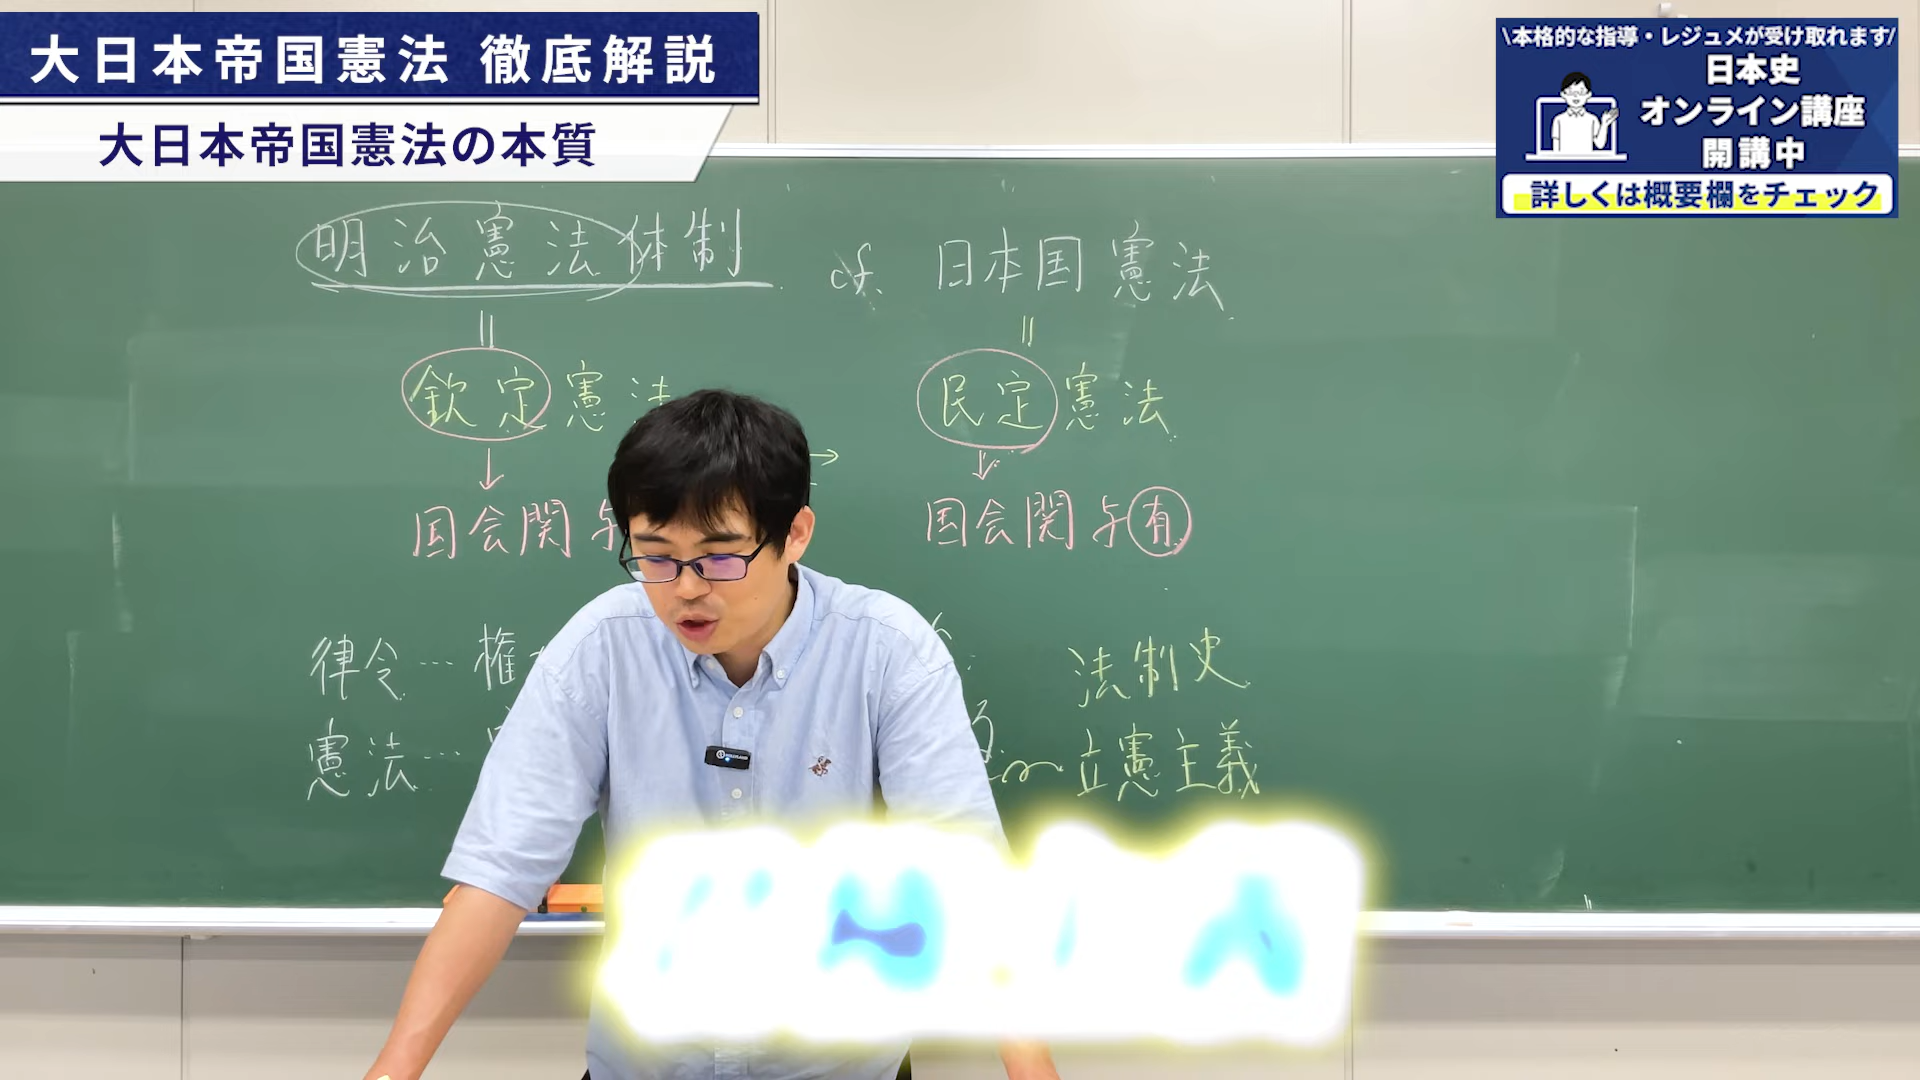 大日本帝国憲法 徹底解説
大日本帝国憲法の本質
\本格的な指導・レジュメが受け取れます/
日本史
オンライン講座
開講中
詳しくは概要欄をチェック
明治憲法体制 cf. 日本国憲法
=
=
欽定憲法
民定憲法
→
国会関与
国会関与有
律令…権
憲法…
法制史
立憲主義